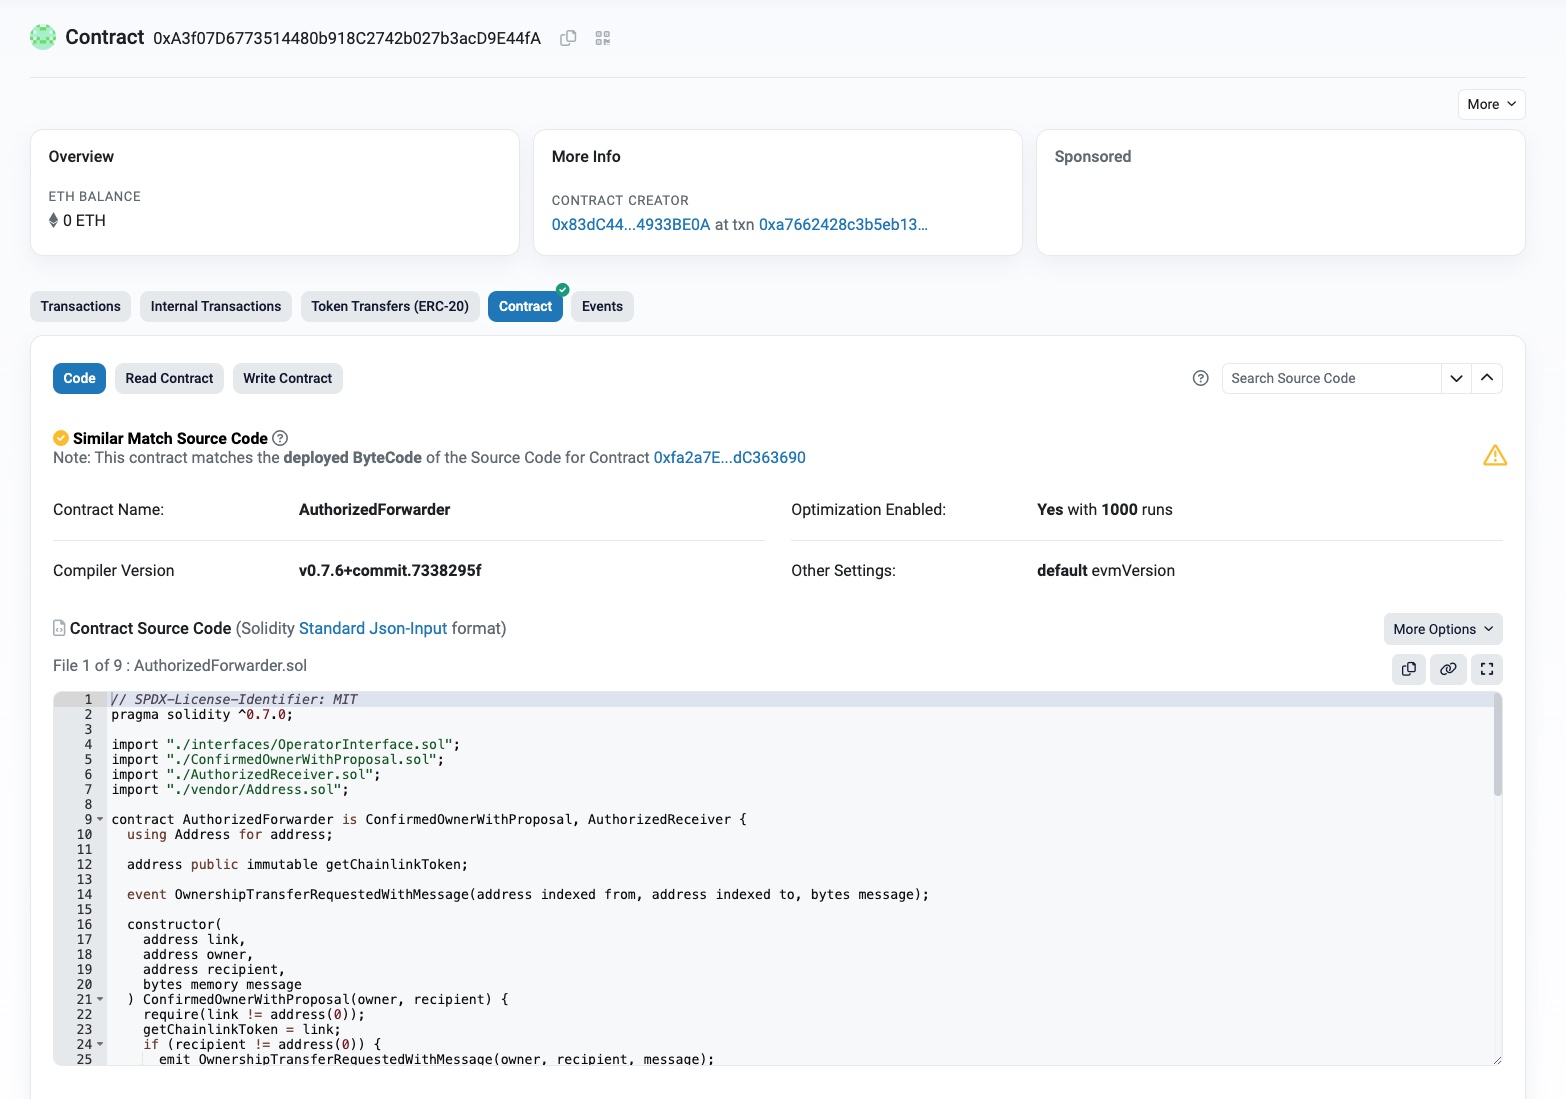 Contract 0xA3f07D6773514480b918C2742b027b3acD9E44fA
More
Overview
ETH BALANCE
0 ETH
More Info
CONTRACT CREATOR
0x83dC44...4933BE0A at txn 0xa7662428c3b5eb13...
Sponsored
Transactions
Internal Transactions
Token Transfers (ERC-20)
Contract
Events
Code
Read Contract
Write Contract
Search Source Code
Similar Match Source Code
Note: This contract matches the deployed ByteCode of the Source Code for Contract 0xfa2a7E...dC363690
Contract Name: AuthorizedForwarder
Optimization Enabled: Yes with 1000 runs
Compiler Version v0.7.6+commit.7338295f
Other Settings: default evmVersion
Contract Source Code (Solidity Standard Json-Input format)
More Options
File 1 of 9 : AuthorizedForwarder.sol
1 // SPDX-License-Identifier: MIT
2 pragma solidity ^0.7.0;
3
4 import "./interfaces/OperatorInterface.sol";
5 import "./ConfirmedOwnerWithProposal.sol";
6 import "./AuthorizedReceiver.sol";
7 import "./vendor/Address.sol";
8
9 contract AuthorizedForwarder is ConfirmedOwnerWithProposal, AuthorizedReceiver {
10 using Address for address;
11
12 address public immutable getChainlinkToken;
13
14 event OwnershipTransferRequestedWithMessage(address indexed from, address indexed to, bytes message);
15
16 constructor(
17 address link,
18 address owner,
19 address recipient,
20 bytes memory message
21 ) ConfirmedOwnerWithProposal(owner, recipient) {
22 require(link != address(0));
23 getChainlinkToken = link;
24 if (recipient != address(0)) {
25 emit OwnershipTransferRequestedWithMessage(owner, recipient, message);